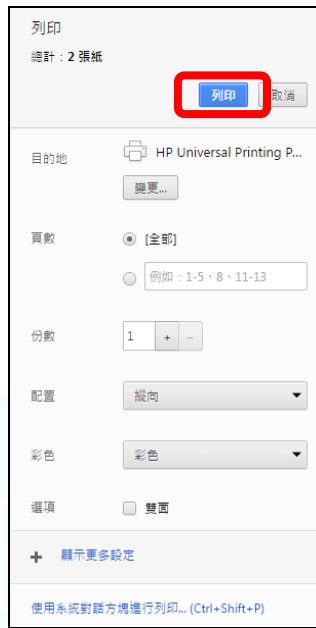 列印
總計：2 張紙
列印 取消
目的地 HP Universal Printing P...
變更...
頁數 [全部]
例如：1-5、8、11-13
份數 1 + −
配置 縱向
彩色 彩色
選項 雙面
+ 顯示更多設定
使用系統對話方塊進行列印... (Ctrl+Shift+P)